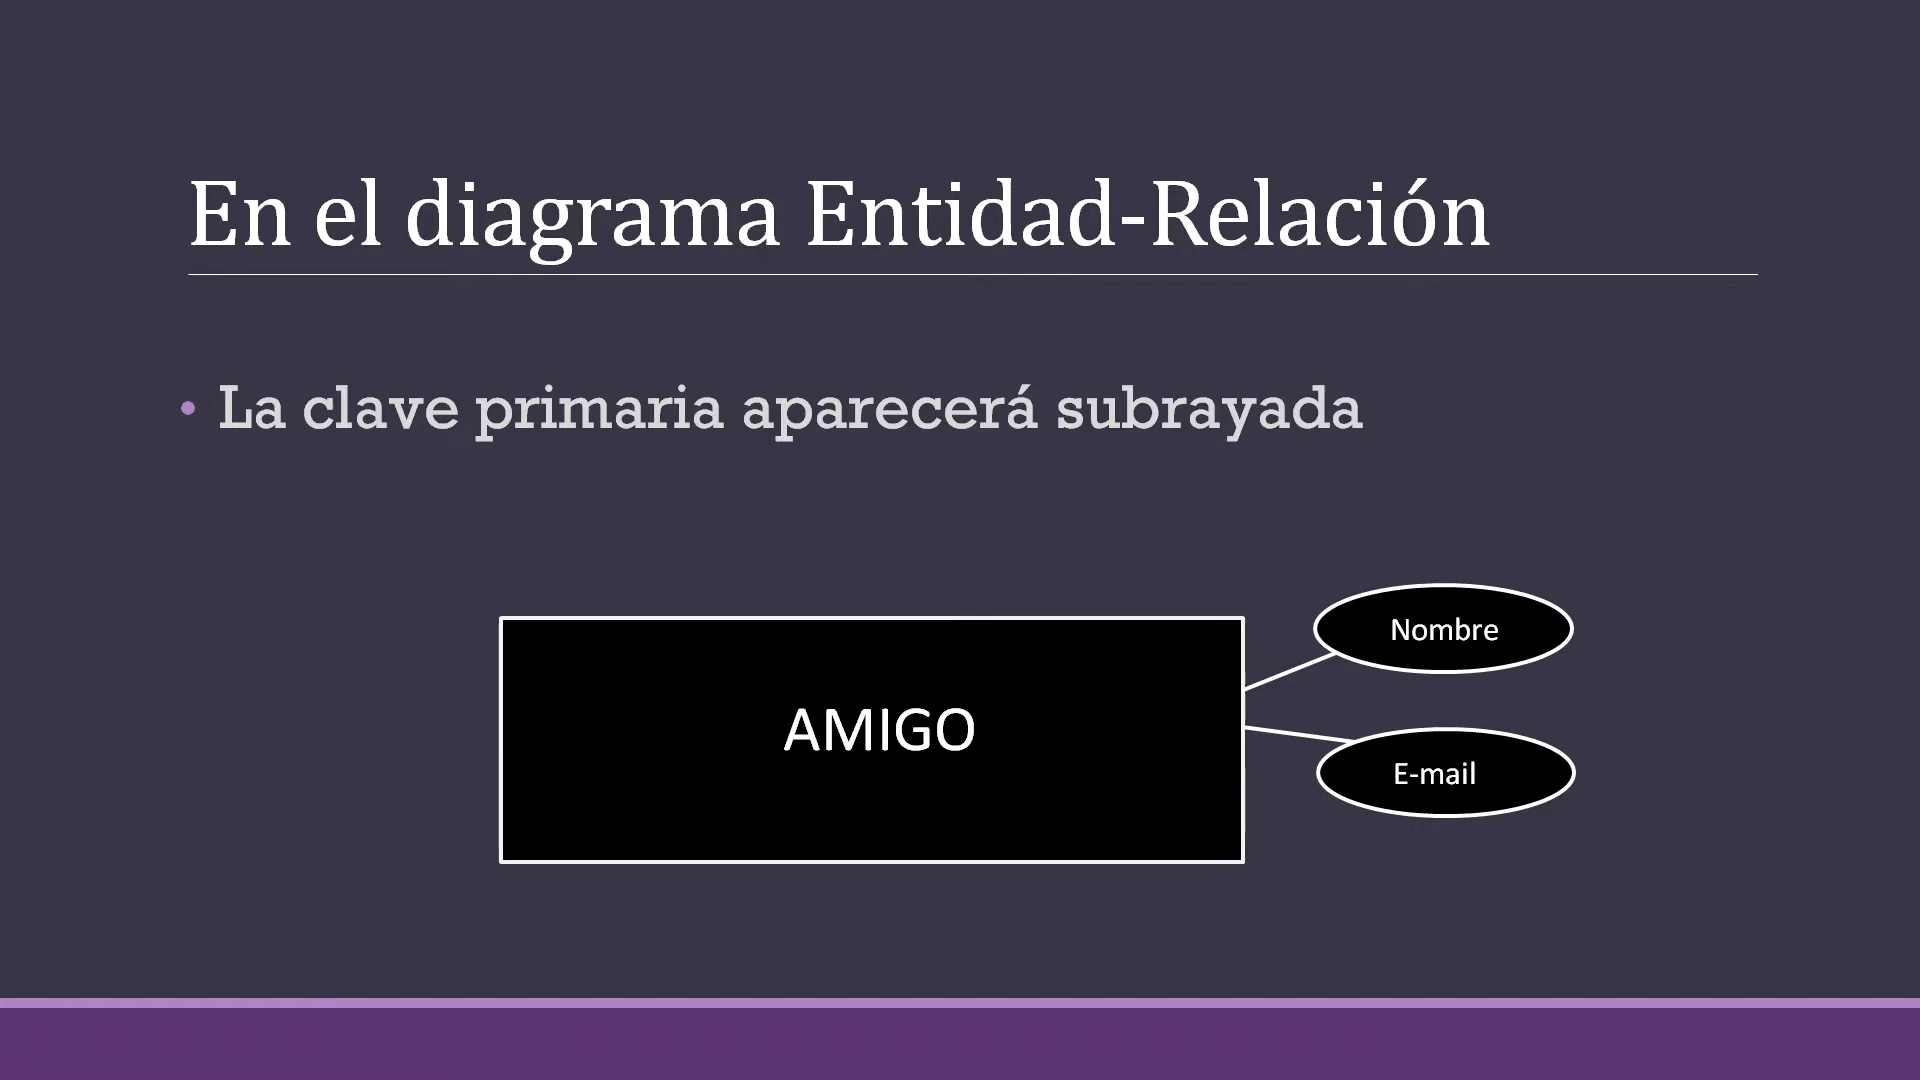 En el diagrama Entidad-Relación
• La clave primaria aparecerá subrayada
Nombre
AMIGO
E-mail